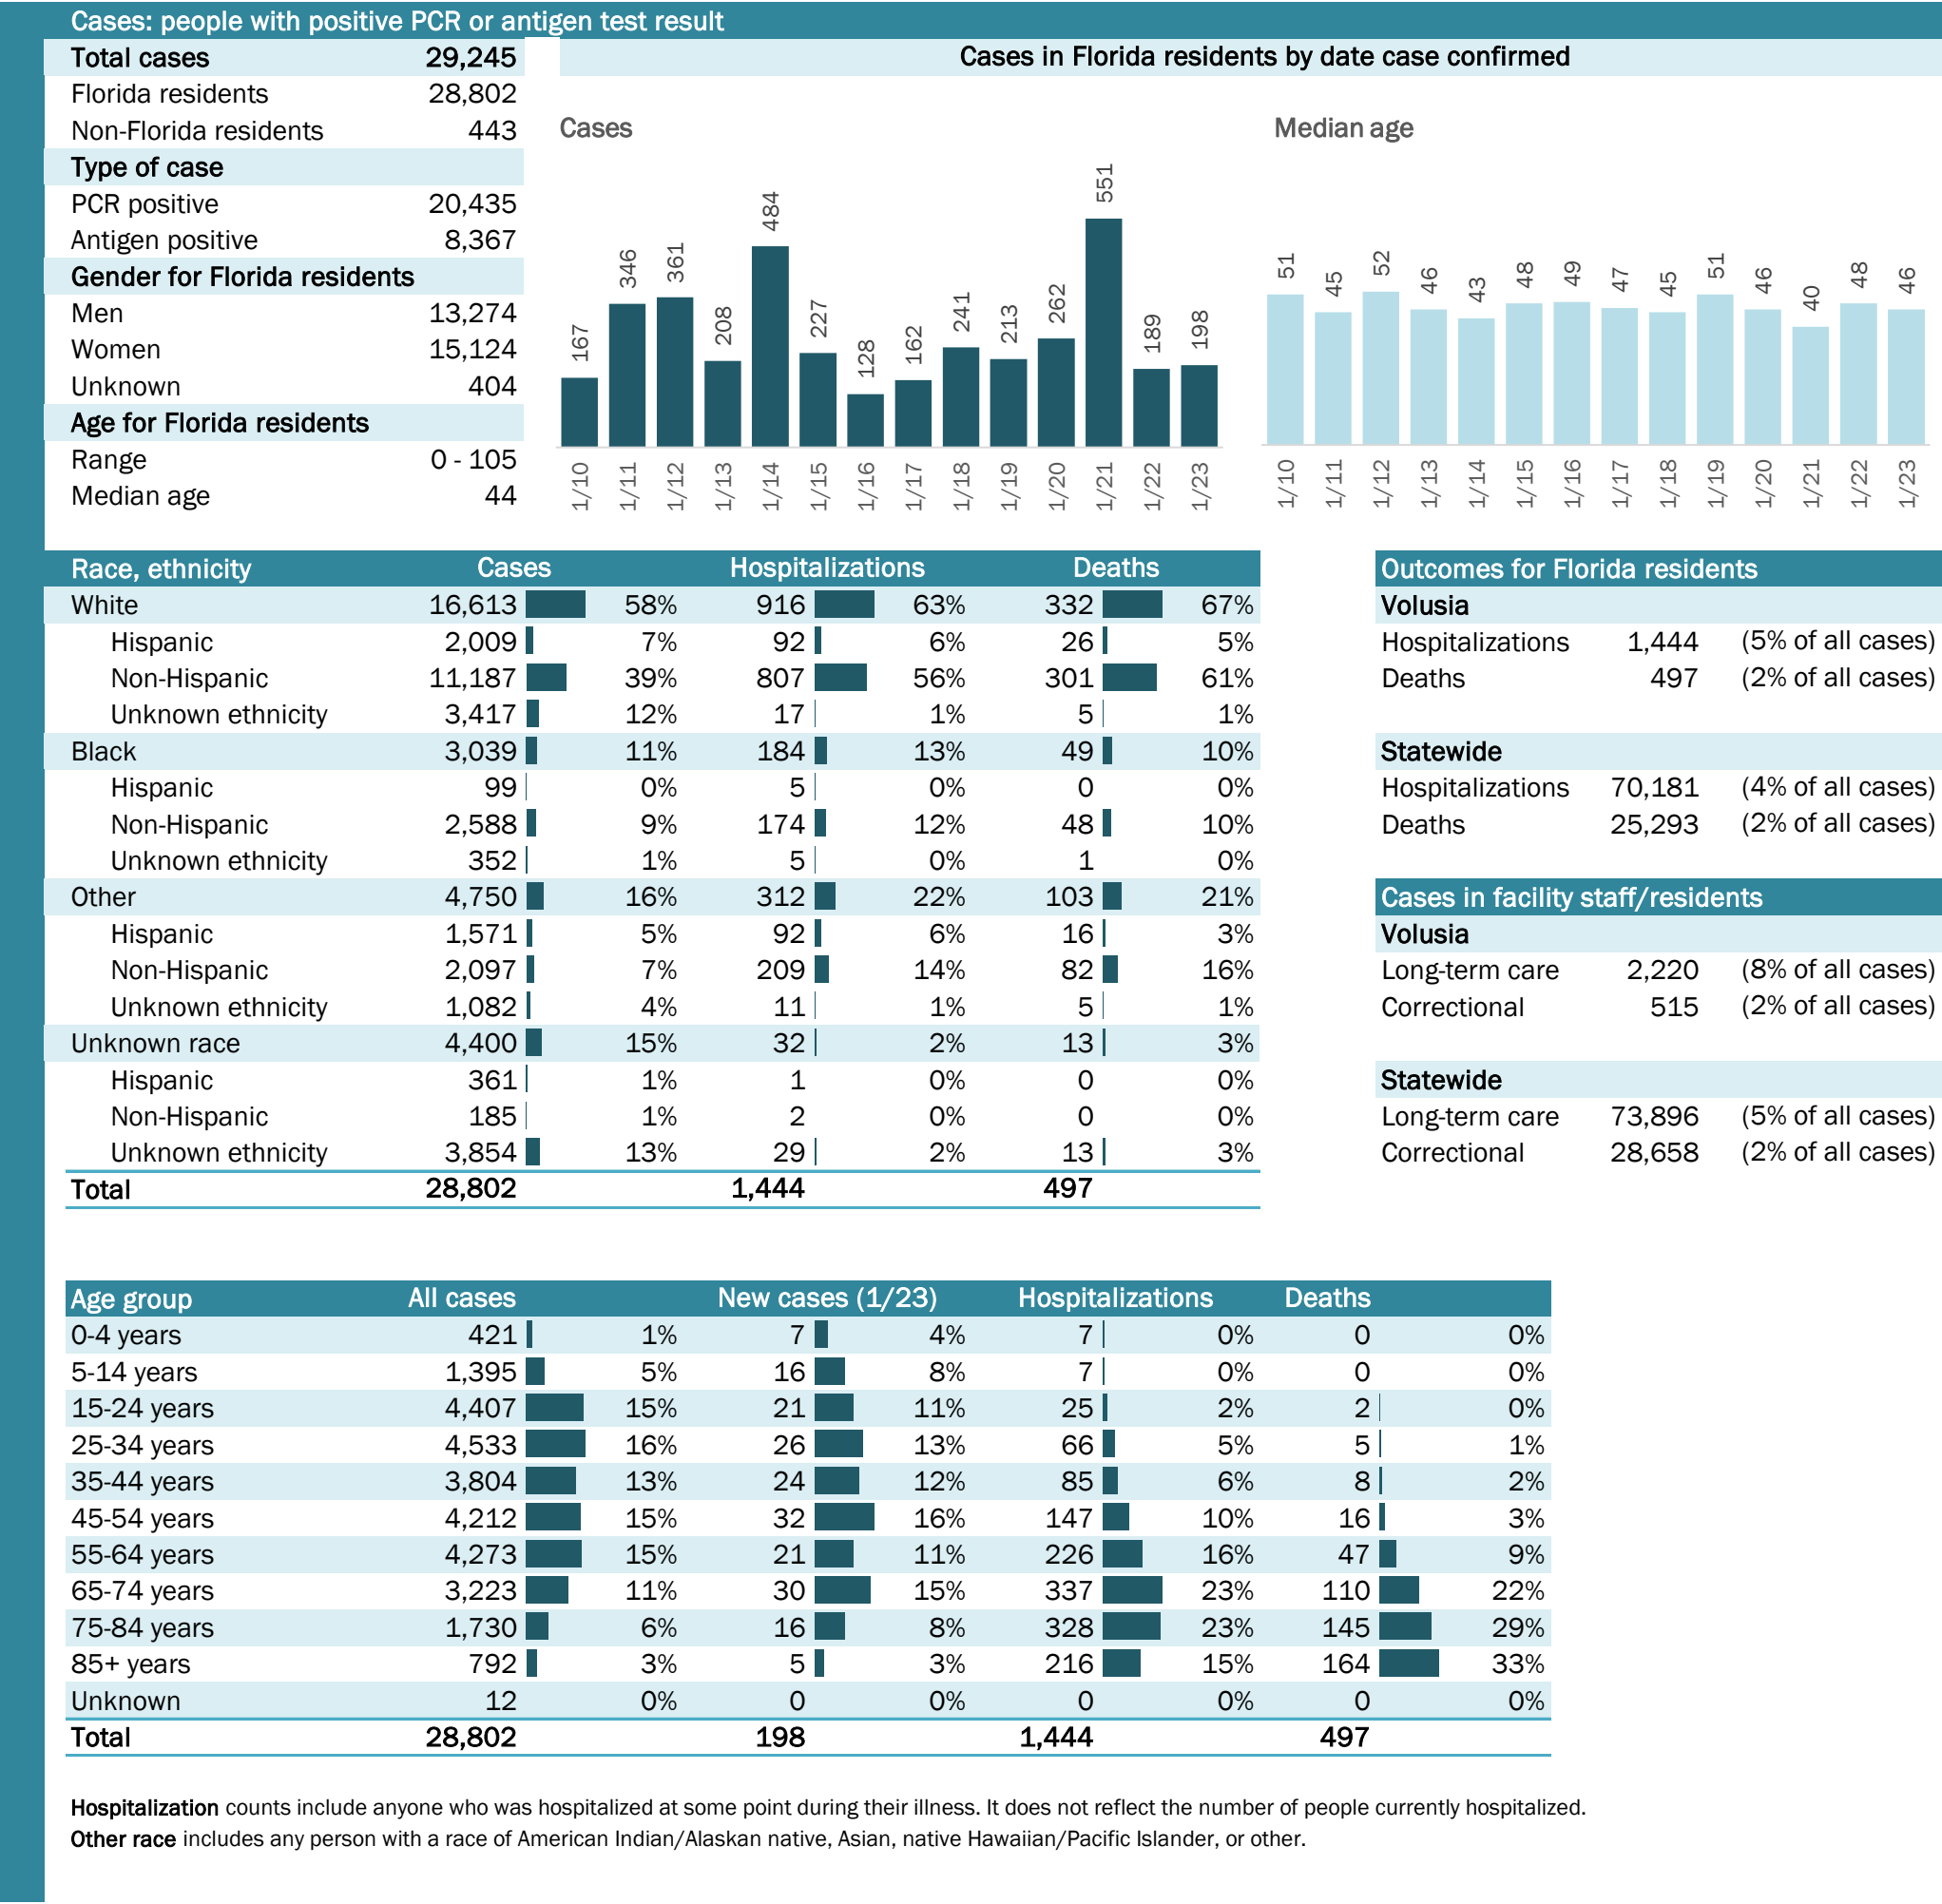 Cases: people with positive PCR or antigen test result
Total cases 29,245
Florida residents 28,802
Non-Florida residents 443
Type of case
PCR positive 20,435
Antigen positive 8,367
Gender for Florida residents
Men 13,274
Women 15,124
Unknown 404
Age for Florida residents
Range 0 - 105
Median age 44
Cases in Florida residents by date case confirmed
Cases
167 346 361 208 484 227 128 162 241 213 262 551 189 198
1/10 1/11 1/12 1/13 1/14 1/15 1/16 1/17 1/18 1/19 1/20 1/21 1/22 1/23
Median age
51 45 52 46 43 48 49 47 45 51 46 40 48 46
1/10 1/11 1/12 1/13 1/14 1/15 1/16 1/17 1/18 1/19 1/20 1/21 1/22 1/23
Race, ethnicity Cases Hospitalizations Deaths
White 16,613 58% 916 63% 332 67%
Hispanic 2,009 7% 92 6% 26 5%
Non-Hispanic 11,187 39% 807 56% 301 61%
Unknown ethnicity 3,417 12% 17 1% 5 1%
Black 3,039 11% 184 13% 49 10%
Hispanic 99 0% 5 0% 0 0%
Non-Hispanic 2,588 9% 174 12% 48 10%
Unknown ethnicity 352 1% 5 0% 1 0%
Other 4,750 16% 312 22% 103 21%
Hispanic 1,571 5% 92 6% 16 3%
Non-Hispanic 2,097 7% 209 14% 82 16%
Unknown ethnicity 1,082 4% 11 1% 5 1%
Unknown race 4,400 15% 32 2% 13 3%
Hispanic 361 1% 1 0% 0 0%
Non-Hispanic 185 1% 2 0% 0 0%
Unknown ethnicity 3,854 13% 29 2% 13 3%
Total 28,802 1,444 497
Outcomes for Florida residents
Volusia
Hospitalizations 1,444 (5% of all cases)
Deaths 497 (2% of all cases)
Statewide
Hospitalizations 70,181 (4% of all cases)
Deaths 25,293 (2% of all cases)
Cases in facility staff/residents
Volusia
Long-term care 2,220 (8% of all cases)
Correctional 515 (2% of all cases)
Statewide
Long-term care 73,896 (5% of all cases)
Correctional 28,658 (2% of all cases)
Age group All cases New cases (1/23) Hospitalizations Deaths
0-4 years 421 1% 7 4% 7 0% 0 0%
5-14 years 1,395 5% 16 8% 7 0% 0 0%
15-24 years 4,407 15% 21 11% 25 2% 2 0%
25-34 years 4,533 16% 26 13% 66 5% 5 1%
35-44 years 3,804 13% 24 12% 85 6% 8 2%
45-54 years 4,212 15% 32 16% 147 10% 16 3%
55-64 years 4,273 15% 21 11% 226 16% 47 9%
65-74 years 3,223 11% 30 15% 337 23% 110 22%
75-84 years 1,730 6% 16 8% 328 23% 145 29%
85+ years 792 3% 5 3% 216 15% 164 33%
Unknown 12 0% 0 0% 0 0% 0 0%
Total 28,802 198 1,444 497
Hospitalization counts include anyone who was hospitalized at some point during their illness. It does not reflect the number of people currently hospitalized.
Other race includes any person with a race of American Indian/Alaskan native, Asian, native Hawaiian/Pacific Islander, or other.